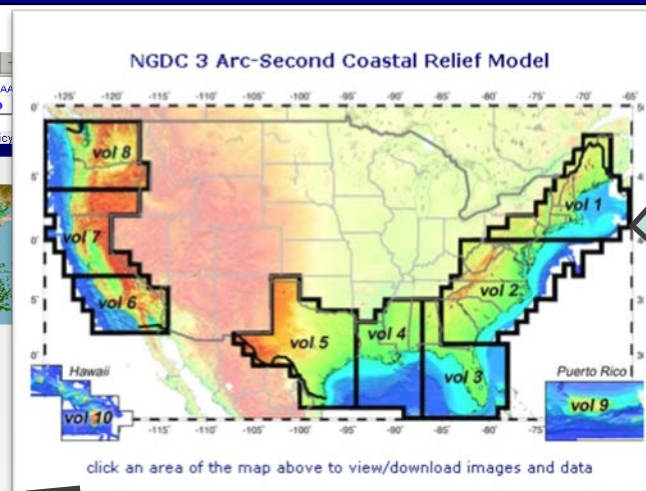 NGDC 3 Arc-Second Coastal Relief Model
-125° -120° -115° -110° -105° -100° -95° -90° -85° -80° -75° -70° -65°
vol 8
vol 1
vol 7
vol 2
vol 6
vol 5
vol 4
vol 3
Hawaii
vol 10
Puerto Rico
vol 9
-115° -110° -105° -100° -95° -90° -85° -80° -75°
click an area of the map above to view/download images and data